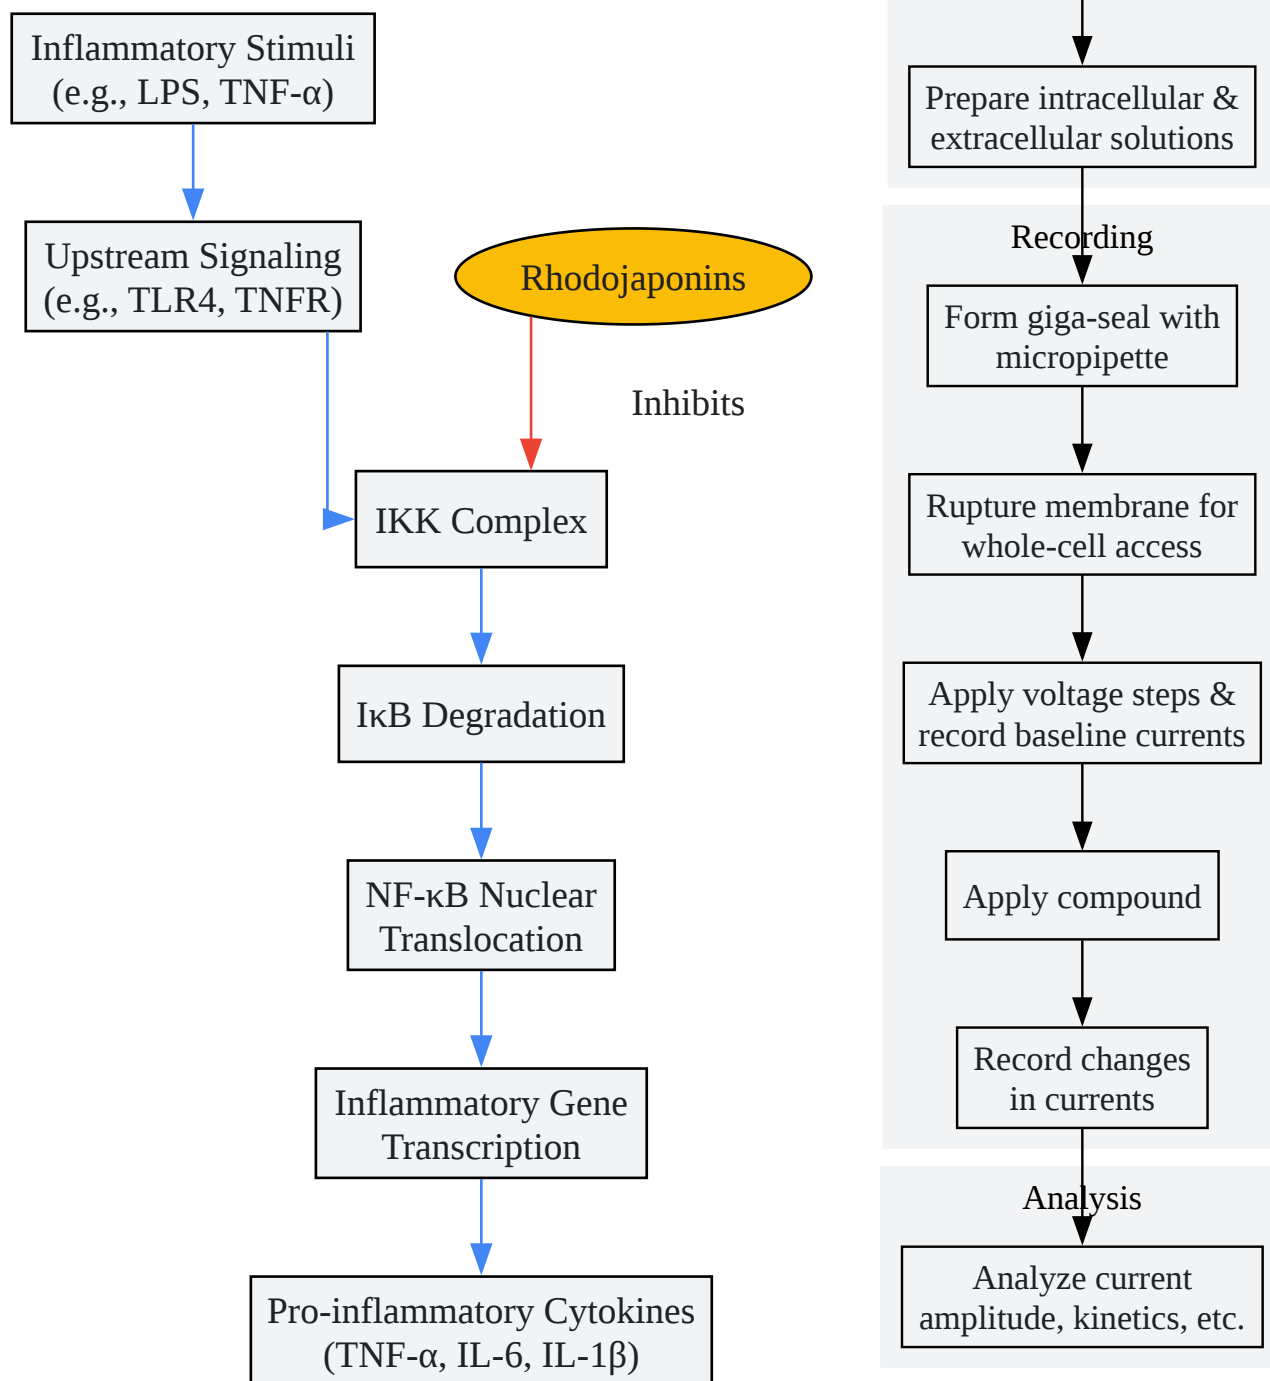 Inflammatory Stimuli
(e.g., LPS, TNF-α)
Upstream Signaling
(e.g., TLR4, TNFR)
Rhodojaponins
Inhibits
IKK Complex
IκB Degradation
NF-κB Nuclear
Translocation
Inflammatory Gene
Transcription
Pro-inflammatory Cytokines
(TNF-α, IL-6, IL-1β)
Prepare intracellular &
extracellular solutions
Recording
Form giga-seal with
micropipette
Rupture membrane for
whole-cell access
Apply voltage steps &
record baseline currents
Apply compound
Record changes
in currents
Analysis
Analyze current
amplitude, kinetics, etc.